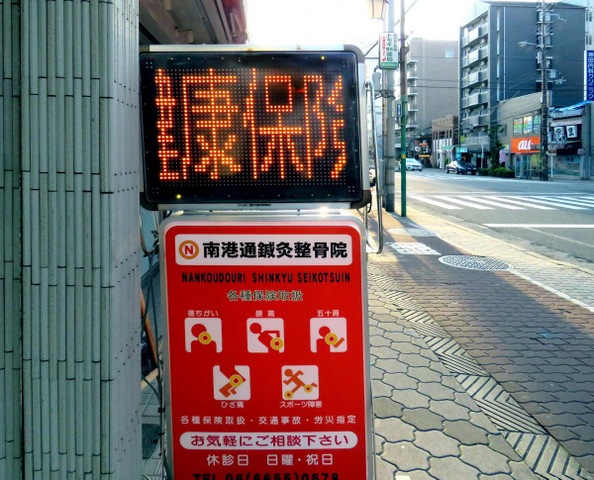 康保
N 南港通鍼灸整骨院
NANKOUDOURI SHINKYU SEIKOTSUIN
各種保険取扱
寝ちがい 腰痛 五十肩
ひざ痛 スポーツ障害
各種保険取扱・交通事故・労災指定
お気軽にご相談下さい
休診日 日曜・祝日
TEL 06
au